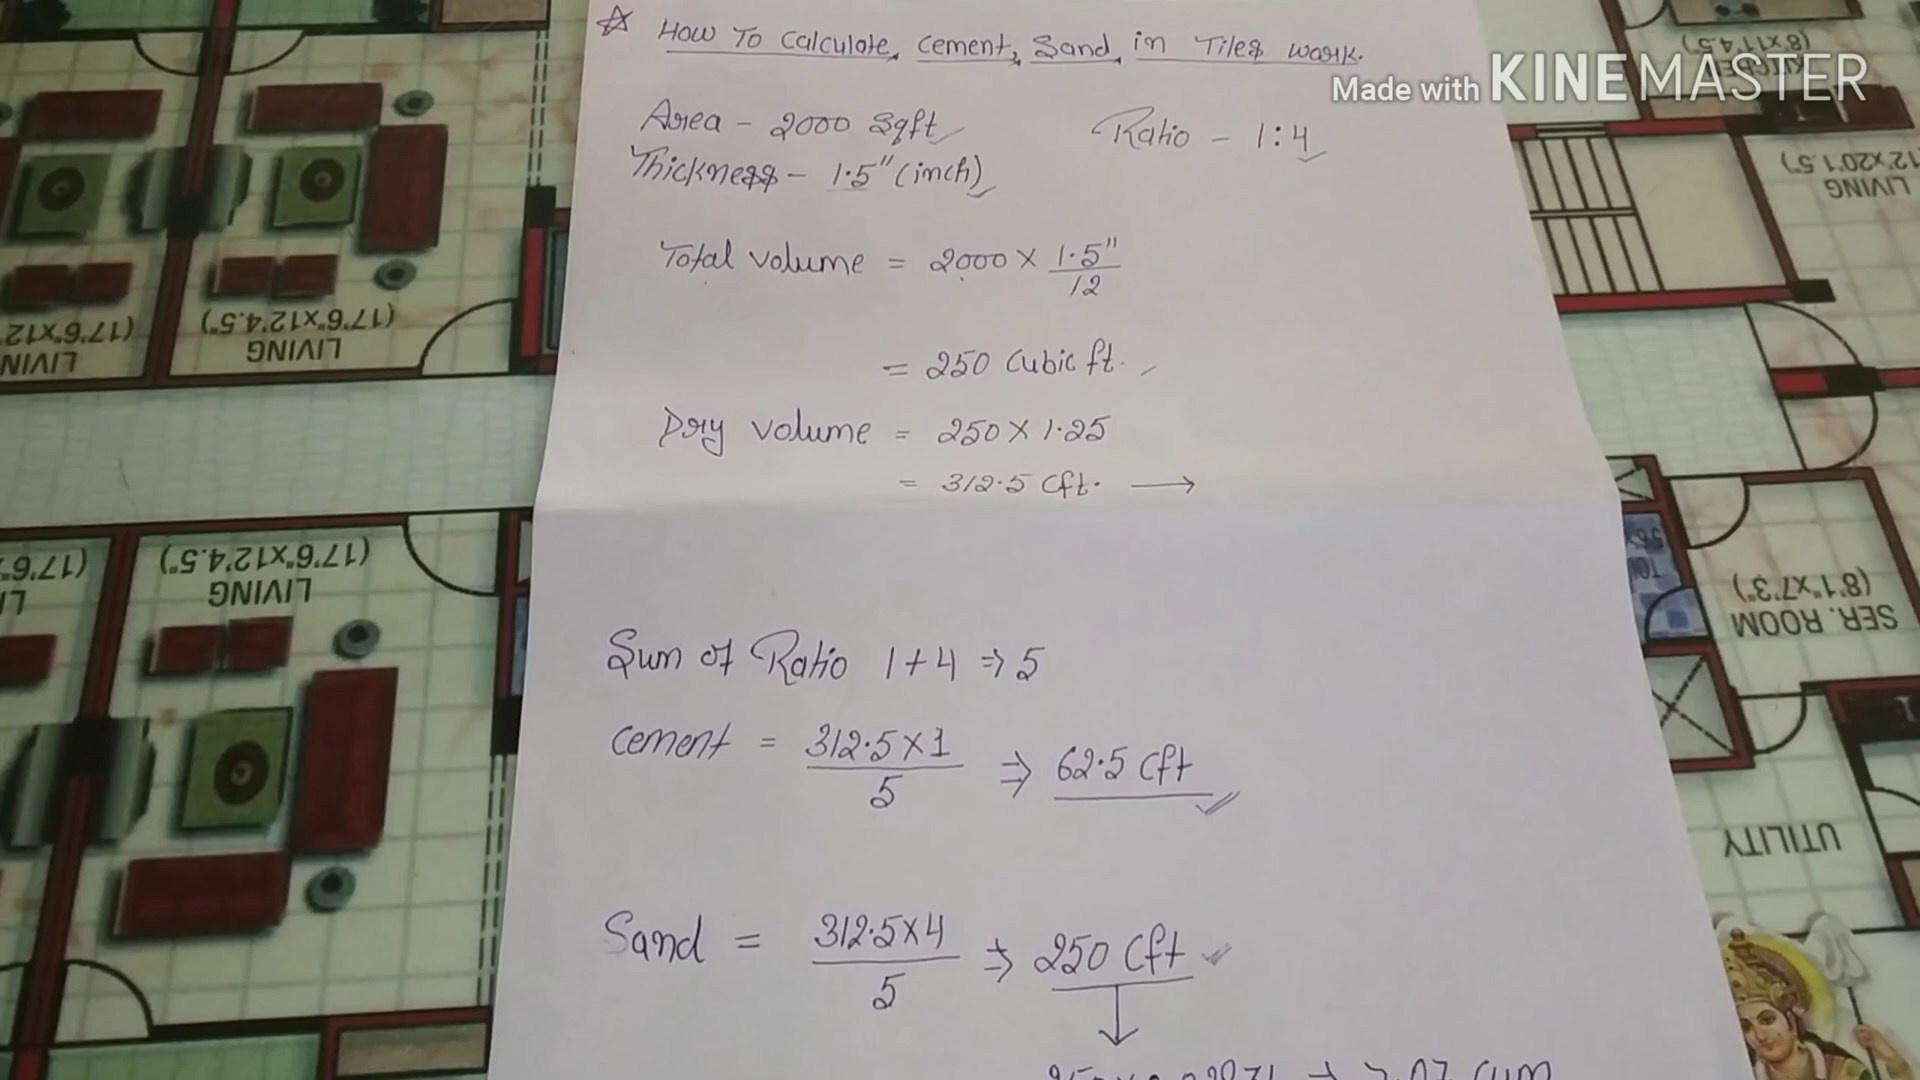 ☆ How To Calculate, Cement, Sand, in Tiles work.
Made with KINEMASTER
Area - 2000 Sqft
Ratio - 1:4
Thickness - 1.5" (inch)
Total volume = 2000 × 1.5"/12
= 250 Cubic ft.
Dry volume = 250 × 1.25
= 312.5 Cft. →
Sum of Ratio 1+4 ⇒ 5
Cement = 312.5×1/5 ⇒ 62.5 Cft
Sand = 312.5×4/5 ⇒ 250 Cft
LIVING
(17'6"X12'4.5")
LIVING
(17'6"X12'4.5")
LIVING
SER. ROOM
(8'1"X7'3")
UTILITY